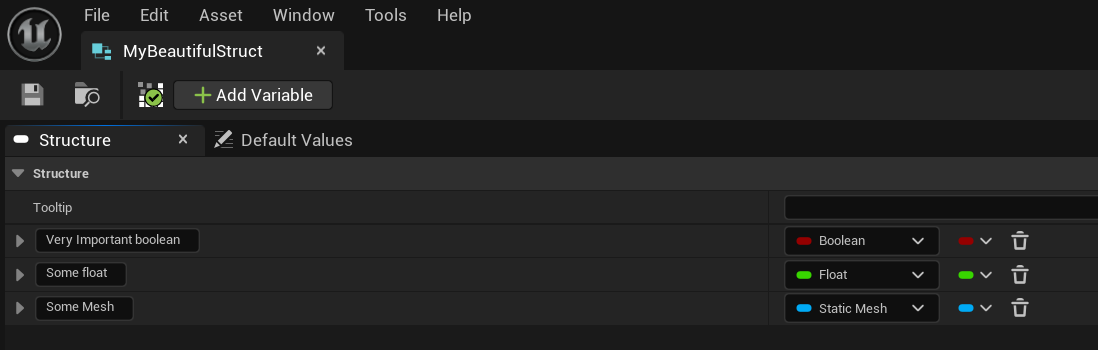 File Edit Asset Window Tools Help
MyBeautifulStruct
Add Variable
Structure Default Values
Structure
Tooltip
Very Important boolean Boolean
Some float Float
Some Mesh Static Mesh